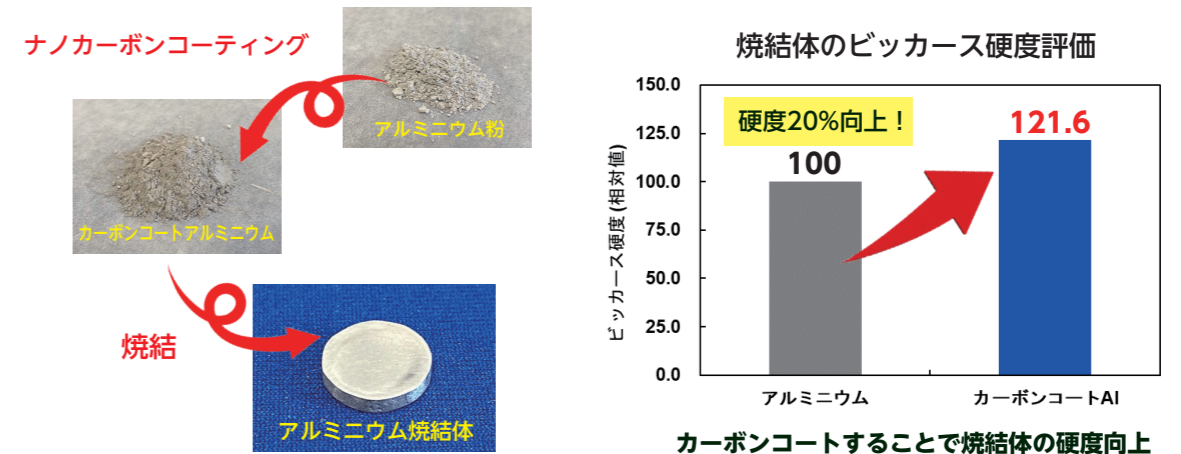 ナノカーボンコーティング
アルミニウム粉
カーボンコートアルミニウム
焼結
アルミニウム焼結体
焼結体のビッカース硬度評価
ビッカース硬度(相対値)
150.0
125.0
100.0
75.0
50.0
25.0
0.0
硬度20%向上!
100
121.6
アルミニウム
カーボンコートAl
カーボンコートすることで焼結体の硬度向上